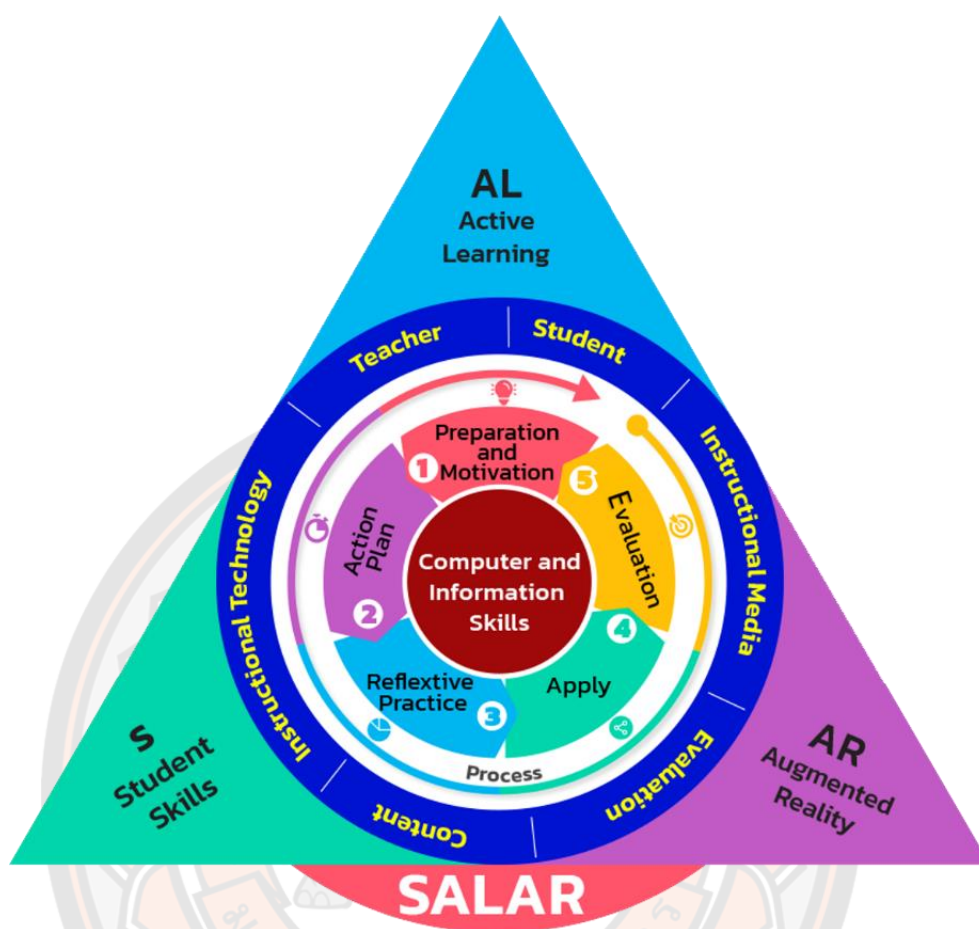 AL
Active
Learning
Teacher
Student
Instructional Media
Evaluation
Content
Instructional Technology
Preparation
and
Motivation
1
Action
Plan
2
Reflextive
Practice
3
Apply
4
Evaluation
5
Computer and
Information
Skills
Process
S
Student
Skills
AR
Augmented
Reality
SALAR